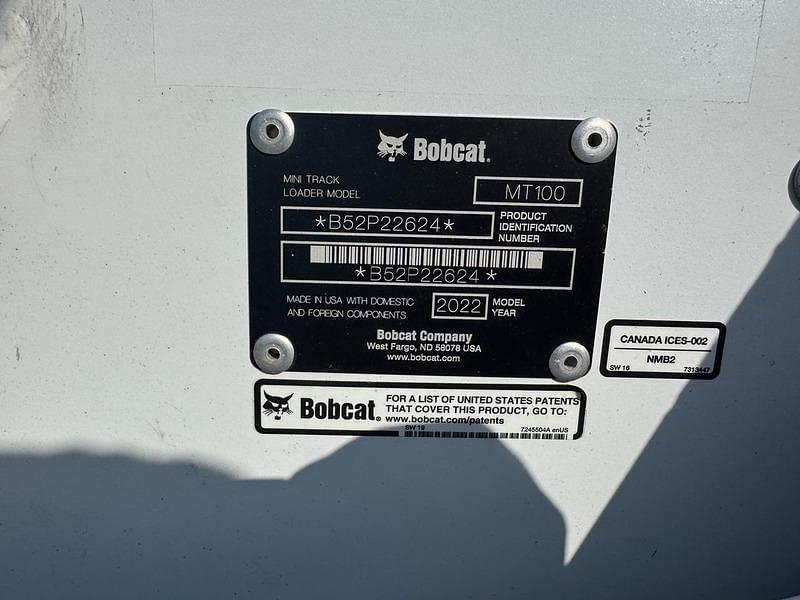 Bobcat.
MINI TRACK
LOADER MODEL
MT100
*B52P22624*
PRODUCT
IDENTIFICATION
NUMBER
*B52P22624*
MADE IN USA WITH DOMESTIC
AND FOREIGN COMPONENTS
2022
MODEL
YEAR
Bobcat Company
West Fargo, ND 58078 USA
www.bobcat.com
CANADA ICES-002
NMB2
SW 16 7313447
Bobcat.
FOR A LIST OF UNITED STATES PATENTS
THAT COVER THIS PRODUCT, GO TO:
www.bobcat.com/patents
SW 19 7245504A enUS